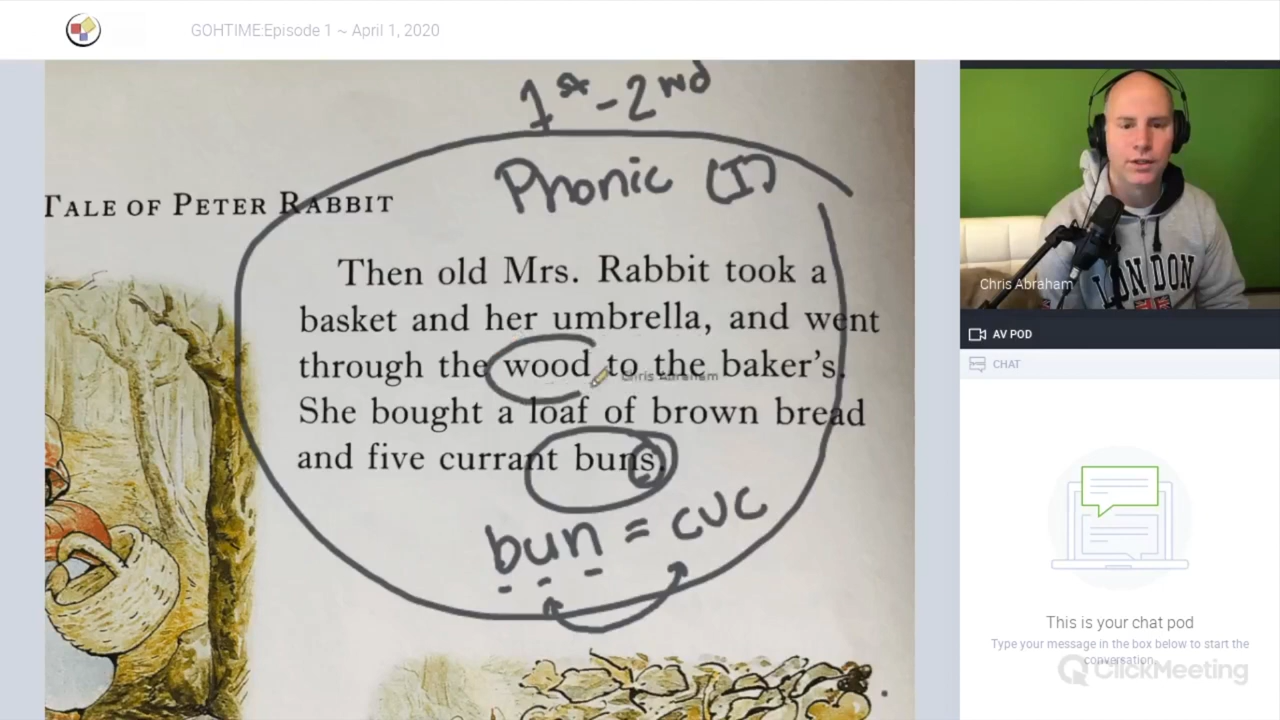 GOHTIME:Episode 1 ~ April 1, 2020
1st - 2nd
Phonic (I)
TALE OF PETER RABBIT
Then old Mrs. Rabbit took a
basket and her umbrella, and went
through the wood to the baker's.
She bought a loaf of brown bread
and five currant buns.
Chris Abraham
bun = CVC
LONDON
Chris Abraham
AV POD
CHAT
This is your chat pod
Type your message in the box below to start the
conversation
ClickMeeting